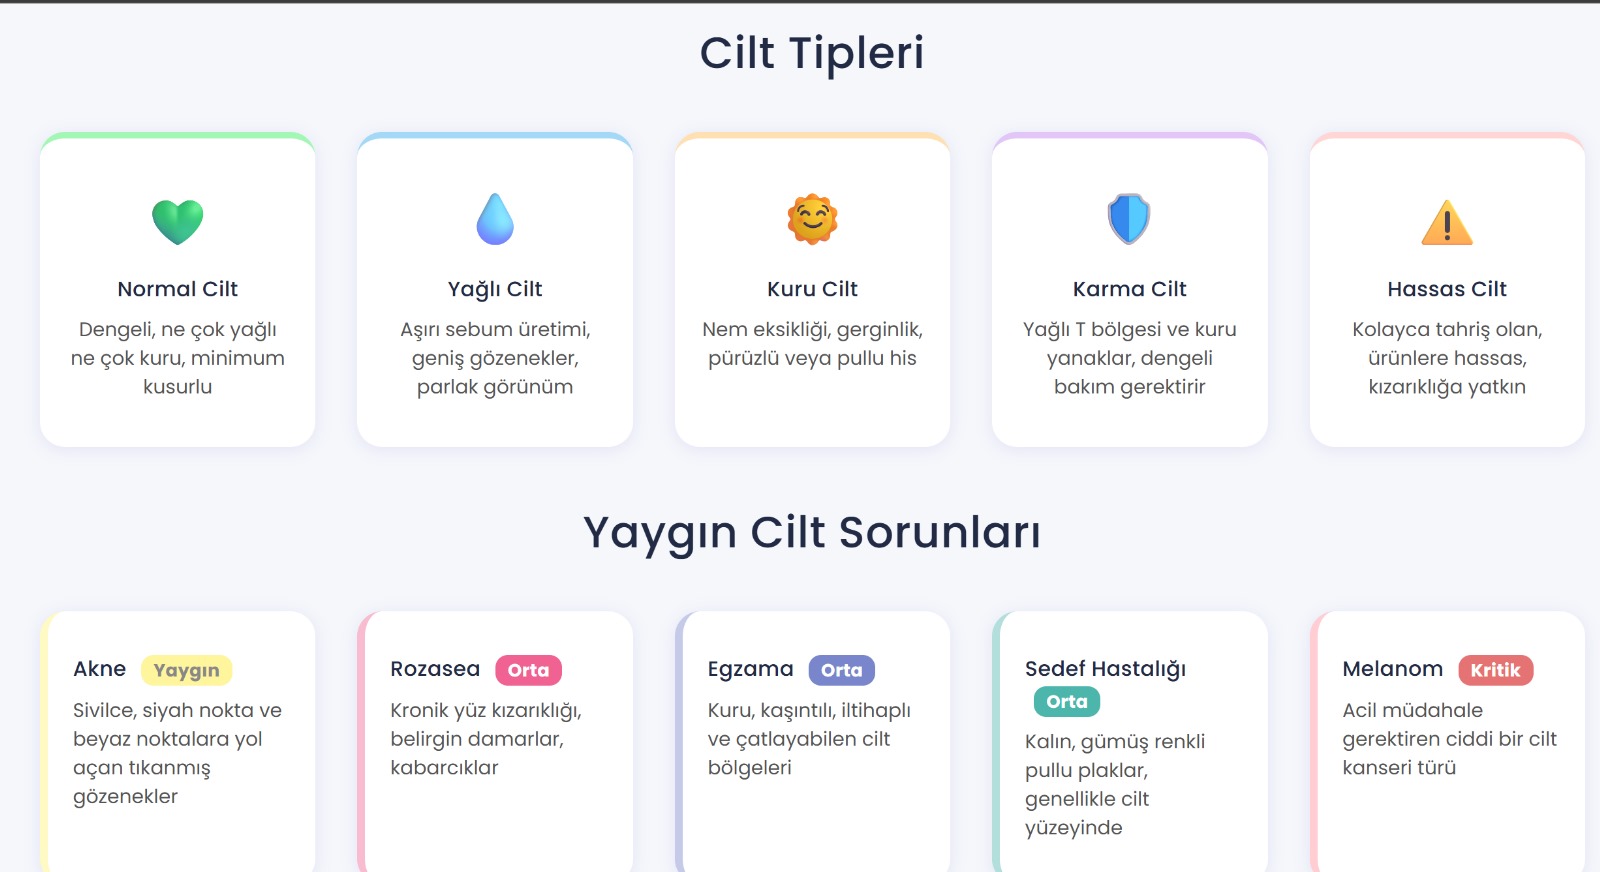 Cilt Tipleri
Normal Cilt
Dengeli, ne çok yağlı
ne çok kuru, minimum
kusurlu
Yağlı Cilt
Aşırı sebum üretimi,
geniş gözenekler,
parlak görünüm
Kuru Cilt
Nem eksikliği, gerginlik,
pürüzlü veya pullu his
Karma Cilt
Yağlı T bölgesi ve kuru
yanaklar, dengeli
bakım gerektirir
Hassas Cilt
Kolayca tahriş olan,
ürünlere hassas,
kızarıklığa yatkın
Yaygın Cilt Sorunları
Akne Yaygın
Sivilce, siyah nokta ve
beyaz noktalara yol
açan tıkanmış
gözenekler
Rozasea Orta
Kronik yüz kızarıklığı,
belirgin damarlar,
kabarcıklar
Egzama Orta
Kuru, kaşıntılı, iltihaplı
ve çatlayabilen cilt
bölgeleri
Sedef Hastalığı
Orta
Kalın, gümüş renkli
pullu plaklar,
genellikle cilt
yüzeyinde
Melanom Kritik
Acil müdahale
gerektiren ciddi bir cilt
kanseri türü